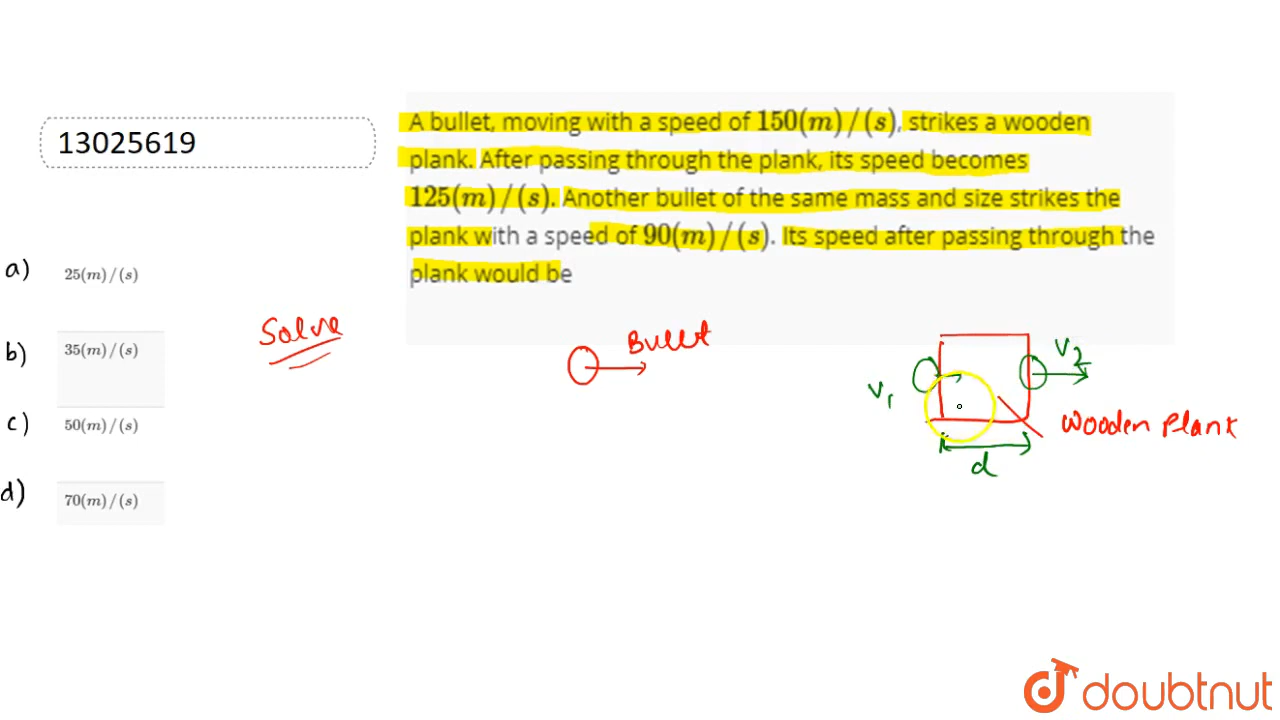 13025619
A bullet, moving with a speed of 150(m)/(s), strikes a wooden
plank. After passing through the plank, its speed becomes
125(m)/(s). Another bullet of the same mass and size strikes the
plank with a speed of 90(m)/(s). Its speed after passing through the
plank would be
a) 25(m)/(s)
b) 35(m)/(s)
c) 50(m)/(s)
d) 70(m)/(s)
Solve
Bullet
V1
V2
Wooden Plank
d
doubtnut